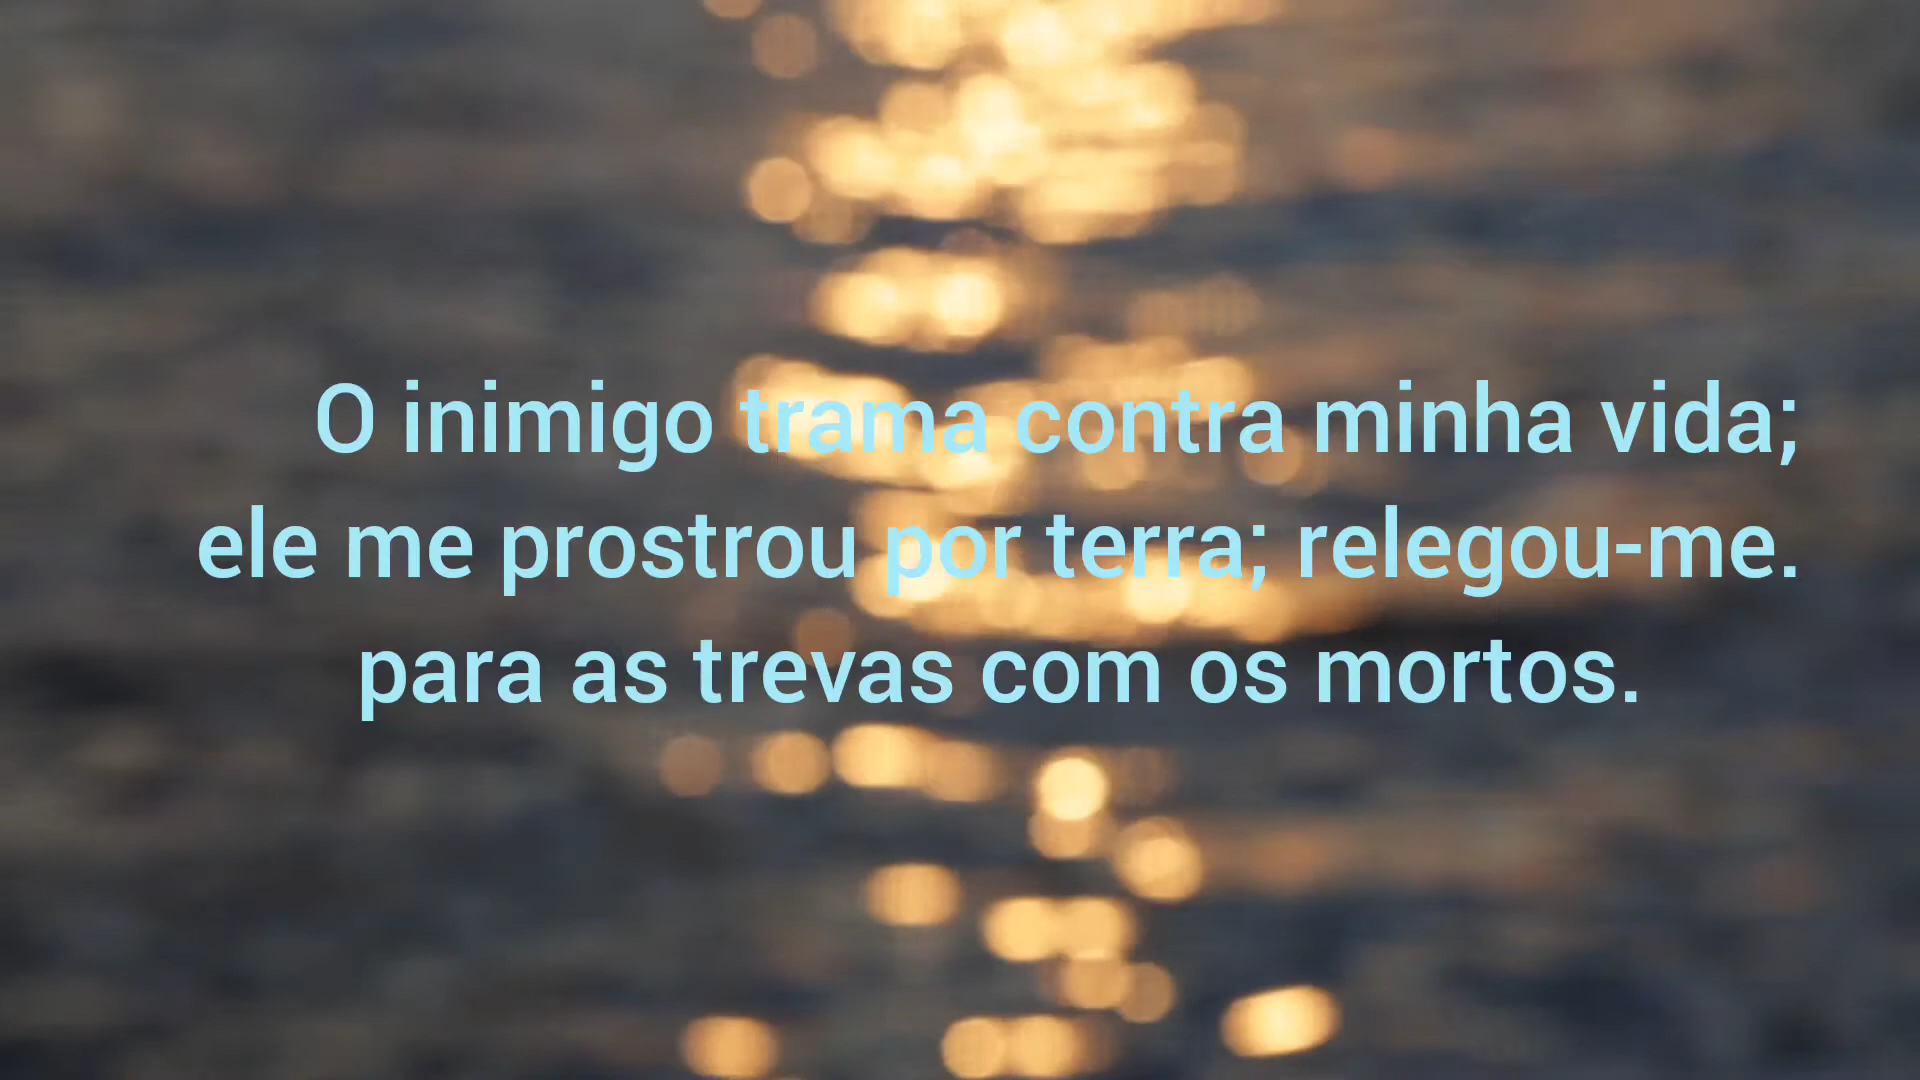 O inimigo trama contra minha vida;
ele me prostrou por terra; relegou-me.
para as trevas com os mortos.